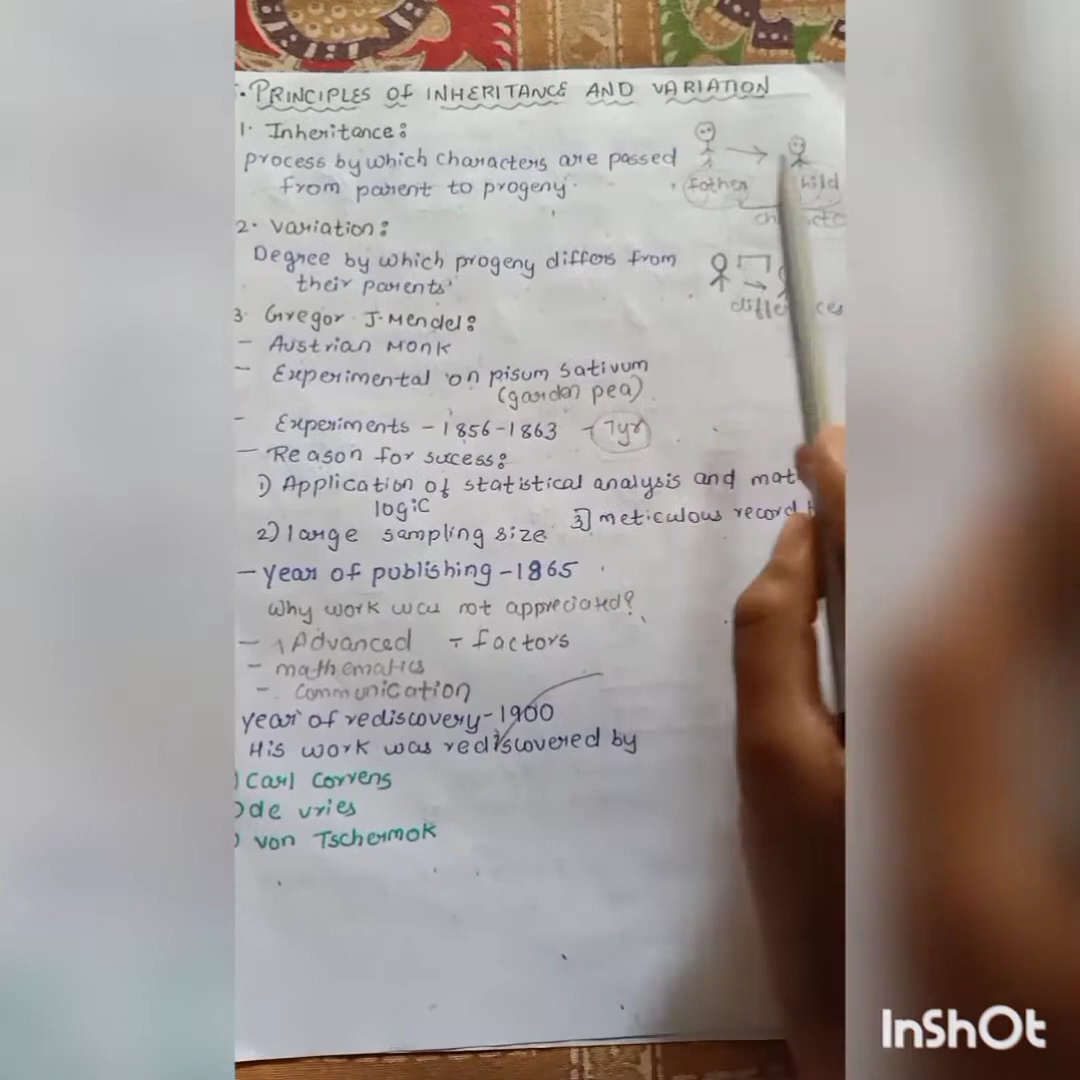 . PRINCIPLES OF INHERITANCE AND VARIATION
1. Inheritance:
process by which characters are passed
from parent to progeny.
father
2. Variation:
Degree by which progeny differs from
their parents
3 Gregor J. Mendel:
- Austrian Monk
- Experimental on pisum sativum
(garden pea)
- Experiments - 1856-1863 - 7yr
- Reason for sucess:
1) Application of statistical analysis and
logic
2) large sampling size
3] meticulous record
- year of publishing - 1865
Why work was not appreciated?
- Advanced - factors
- mathematics
- communication
year of rediscovery - 1900
His work was rediscovered by
) Carl Correns
) de vries
) von Tschermak
InShOt